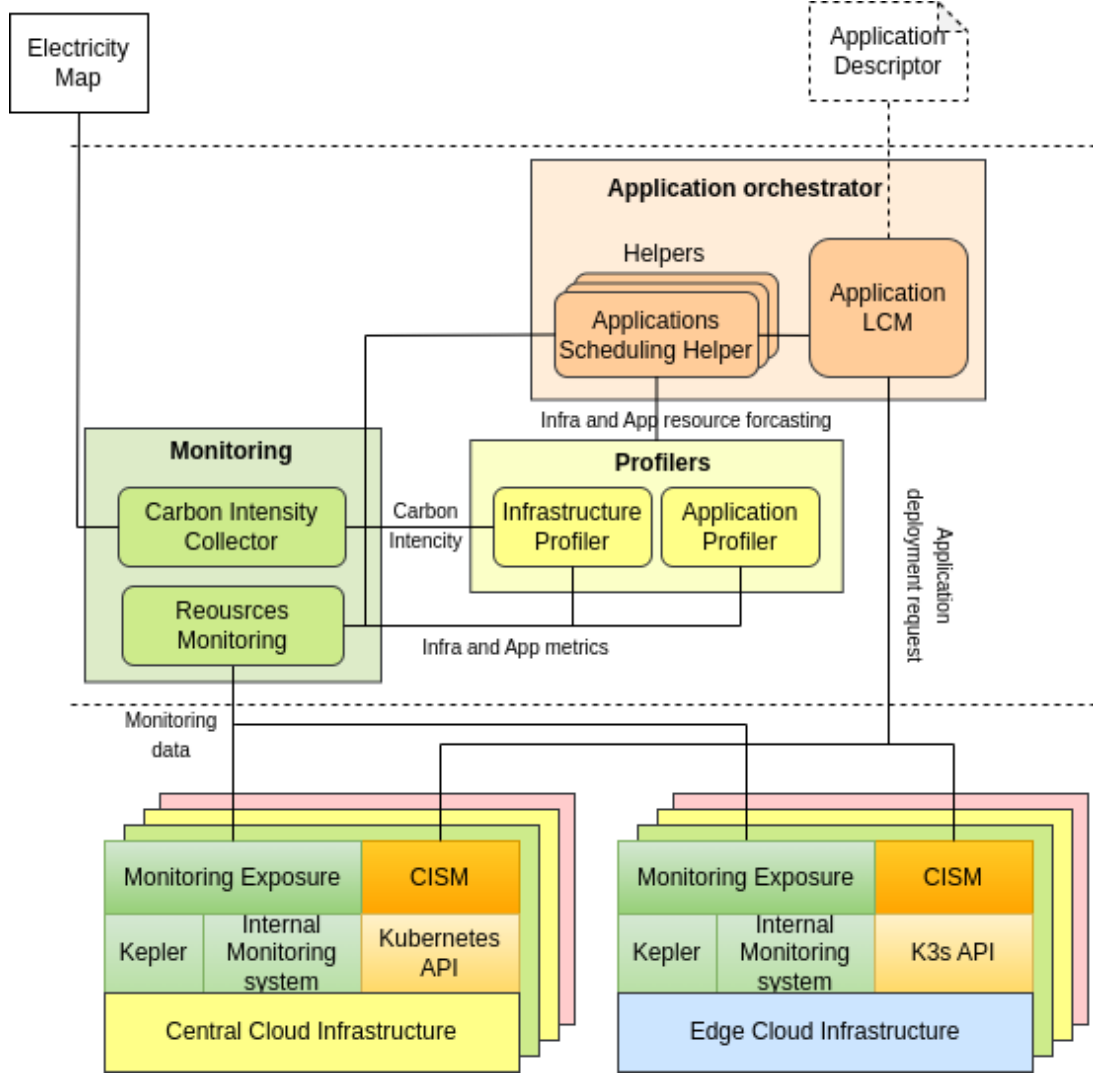 Electricity
Map
Application
Descriptor
Application orchestrator
Helpers
Applications
Scheduling Helper
Application
LCM
Infra and App resource forcasting
Monitoring
Carbon Intensity
Collector
Reousrces
Monitoring
Carbon
Intencity
Profilers
Infrastructure
Profiler
Application
Profiler
Infra and App metrics
Application
deployment request
Monitoring
data
Monitoring Exposure
CISM
Kepler
Internal
Monitoring
system
Kubernetes
API
Central Cloud Infrastructure
Monitoring Exposure
CISM
Kepler
Internal
Monitoring
system
K3s API
Edge Cloud Infrastructure